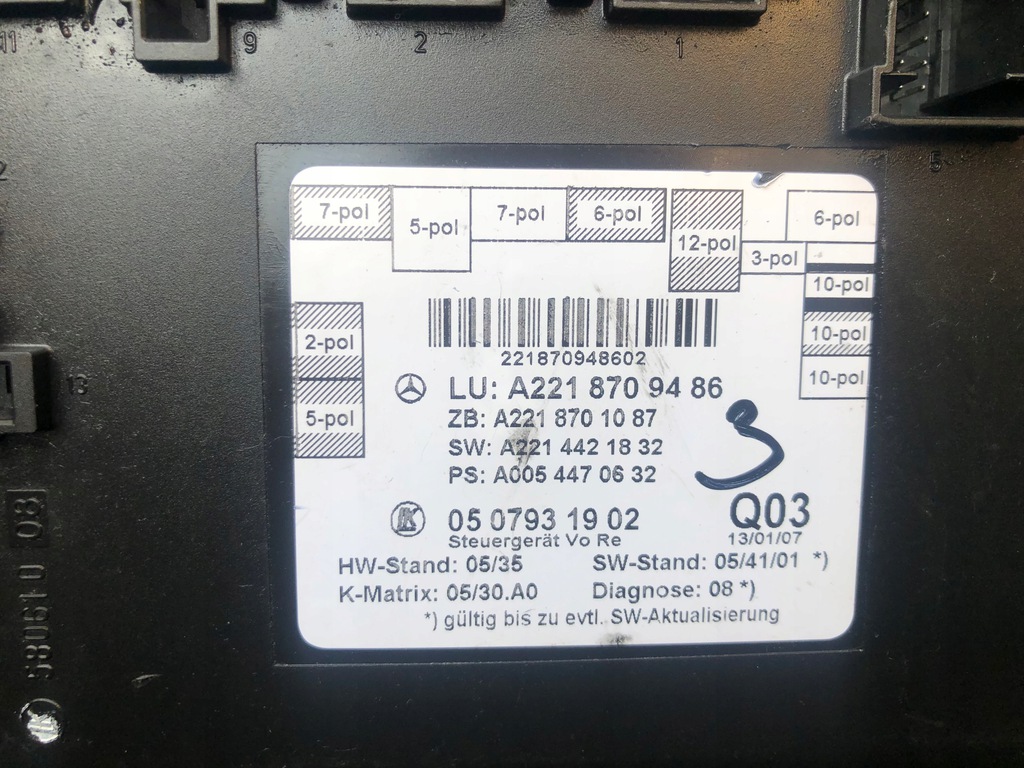 11
9
2
1
5
7-pol
5-pol
7-pol
6-pol
12-pol
3-pol
6-pol
10-pol
10-pol
10-pol
2-pol
5-pol
221870948602
LU: A221 870 94 86
ZB: A221 870 10 87
SW: A221 442 18 32
PS: A005 447 06 32
3
05 0793 19 02
Q03
Steuergerät Vo Re
13/01/07
HW-Stand: 05/35
SW-Stand: 05/41/01 *)
K-Matrix: 05/30.A0
Diagnose: 08 *)
*) gültig bis zu evtl. SW-Aktualisierung
2
13